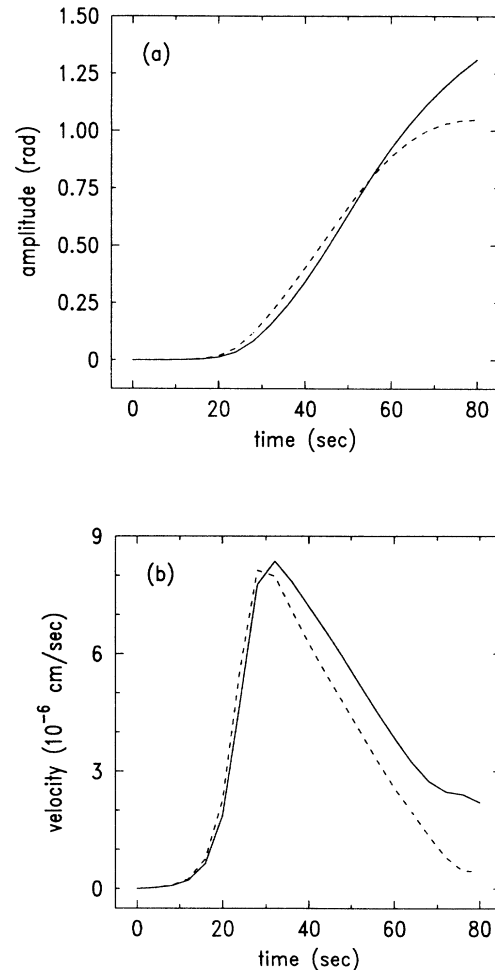 1.50
(a)
1.25
1.00
0.75
0.50
0.25
0
amplitude (rad)
0 20 40 60 80
time (sec)
9
(b)
6
3
0
velocity (10⁻⁶ cm/sec)
0 20 40 60 80
time (sec)